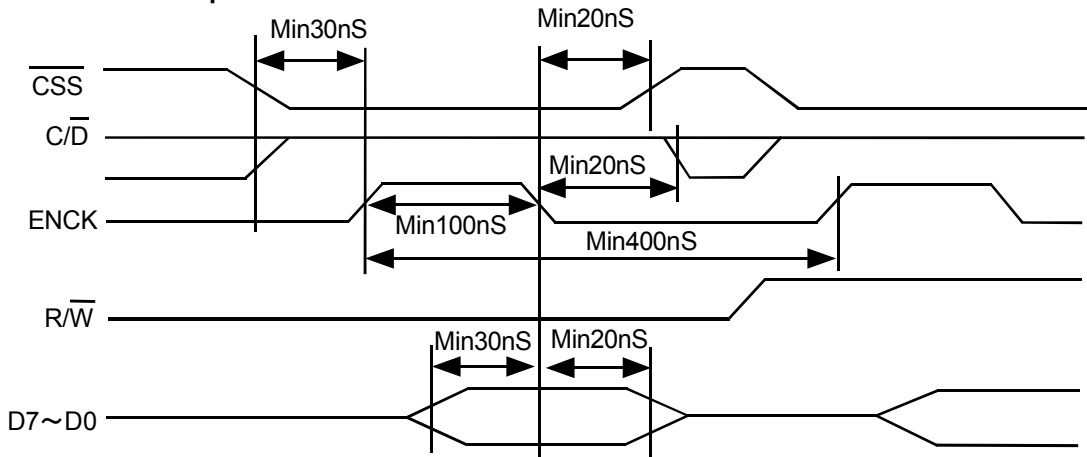 Min30nS
Min20nS
CSS
C/D
Min20nS
ENCK
Min100nS
Min400nS
R/W
Min30nS
Min20nS
D7～D0